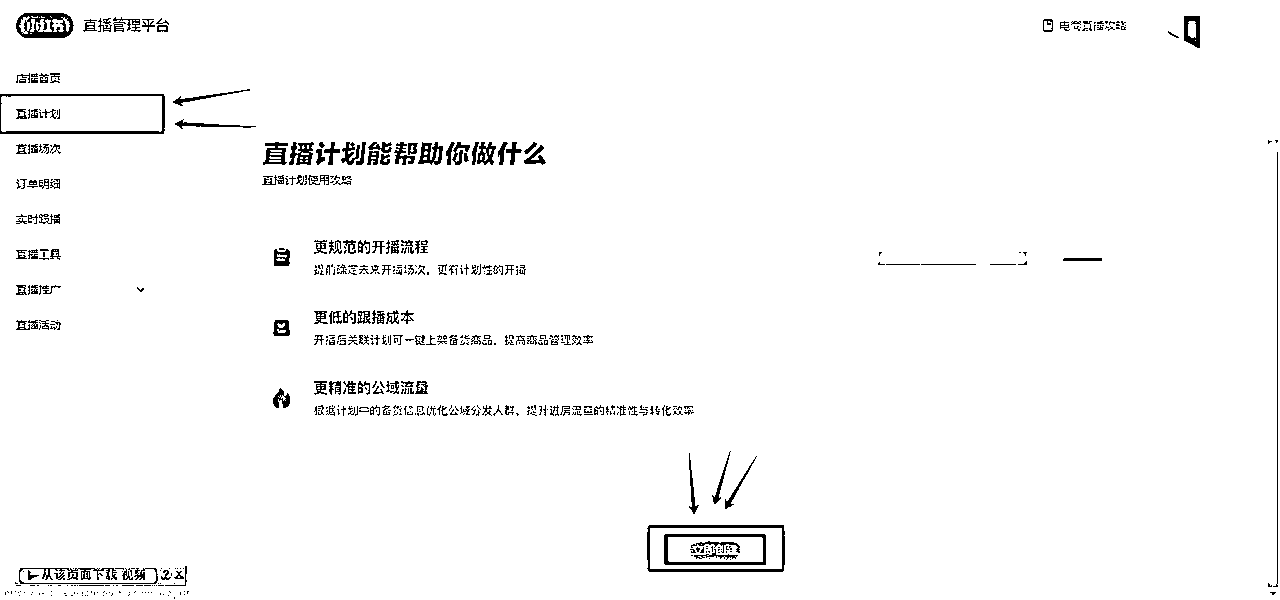 小红书 直播管理平台
电商直播攻略
店播首页
直播计划
直播场次
订单明细
实时跟播
直播工具
直播推广
直播活动
直播计划能帮助你做什么
直播计划使用攻略
更规范的开播流程
提前确定未来开播场次，更有计划性的开播
更低的跟播成本
开播后关联计划可一键上架备货商品，提高商品管理效率
更精准的公域流量
根据计划中的备货信息优化公域分发人群，提升进房流量的精准性与转化效率
立即创建
从该页面下载 视频 ? X